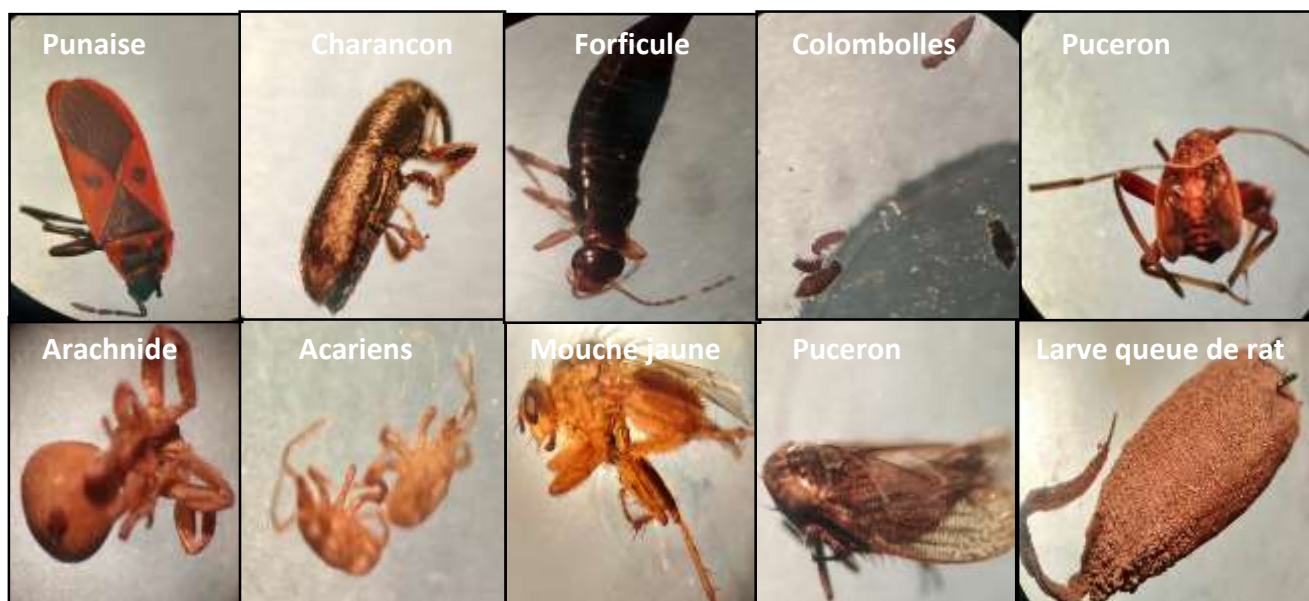 Punaise
Charancon
Forficule
Colombolles
Puceron
Arachnide
Acariens
Mouche jaune
Puceron
Larve queue de rat